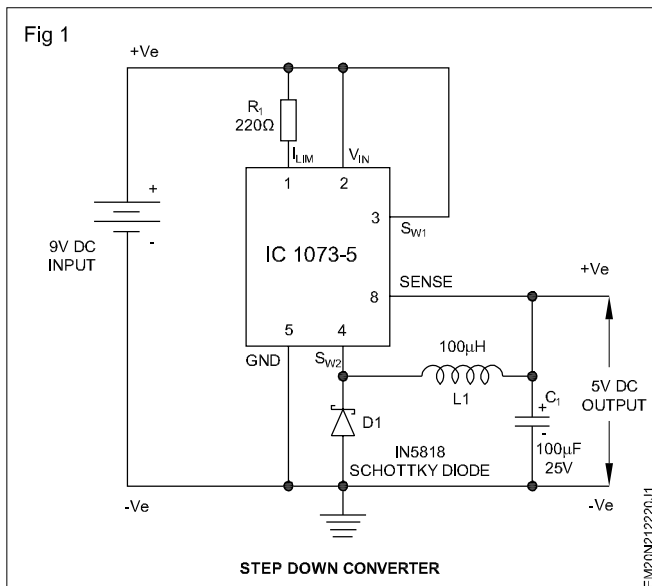 Fig 1
+Ve
R1
220Ω
ILIM
VIN
1
2
3
SW1
+
-
9V DC
INPUT
IC 1073-5
SENSE
8
+Ve
5
4
GND
SW2
100µH
L1
5V DC
OUTPUT
C1
+
-
D1
100µF
25V
IN5818
SCHOTTKY DIODE
-Ve
-Ve
STEP DOWN CONVERTER
EM20N212220J1